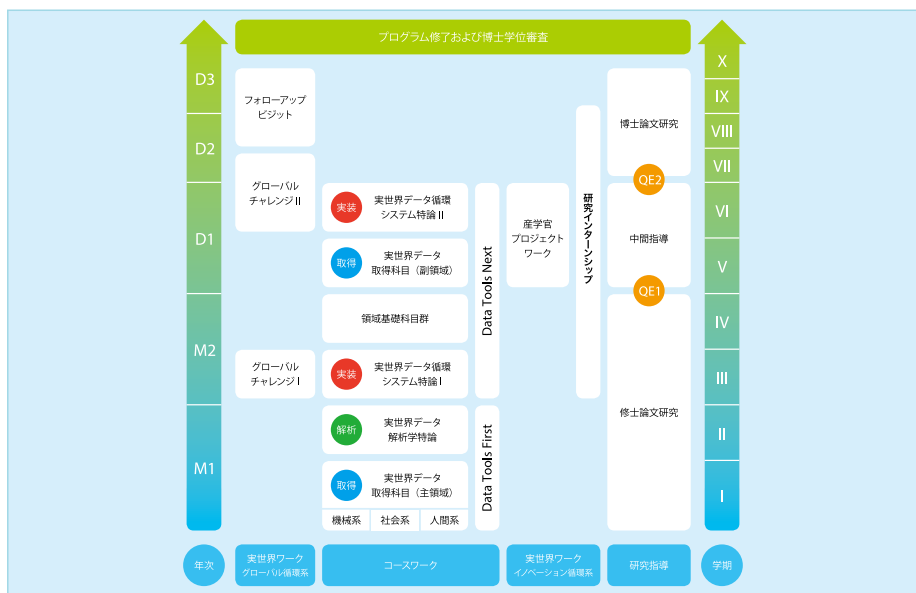 プログラム修了および博士学位審査
D3
D2
D1
M2
M1
フォローアップ
ビジット
グローバル
チャレンジ II
グローバル
チャレンジ I
実装
実世界データ循環
システム特論 II
取得
実世界データ
取得科目（副領域）
領域基礎科目群
実装
実世界データ循環
システム特論 I
解析
実世界データ
解析学特論
取得
実世界データ
取得科目（主領域）
機械系
社会系
人間系
Data Tools Next
Data Tools First
産学官
プロジェクト
ワーク
研究インターンシップ
博士論文研究
QE2
中間指導
QE1
修士論文研究
X
IX
VIII
VII
VI
V
IV
III
II
I
年次
実世界ワーク
グローバル循環系
コースワーク
実世界ワーク
イノベーション循環系
研究指導
学期